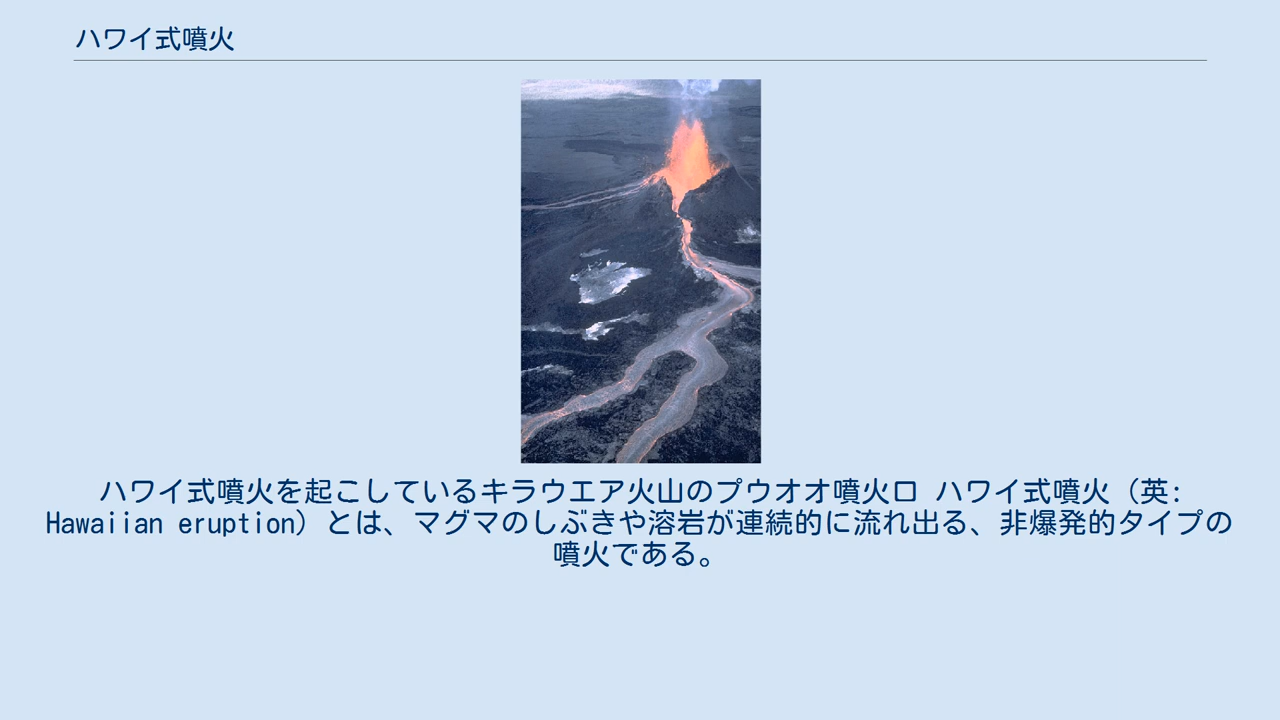 ハワイ式噴火
ハワイ式噴火を起こしているキラウエア火山のプウオオ噴火口 ハワイ式噴火（英:
Hawaiian eruption）とは、マグマのしぶきや溶岩が連続的に流れ出る、非爆発的タイプの
噴火である。